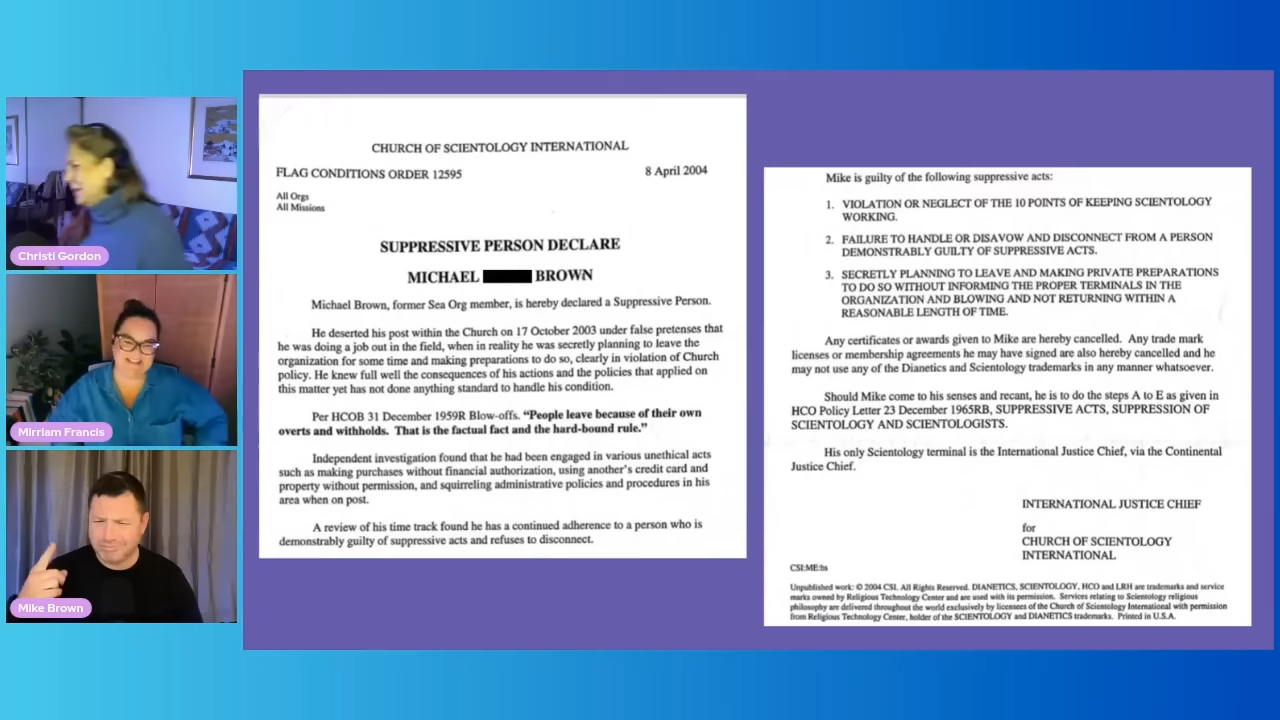 Christi Gordon
Mirriam Francis
Mike Brown
CHURCH OF SCIENTOLOGY INTERNATIONAL
FLAG CONDITIONS ORDER 12595
8 April 2004
All Orgs
All Missions
SUPPRESSIVE PERSON DECLARE
MICHAEL BROWN
Michael Brown, former Sea Org member, is hereby declared a Suppressive Person.
He deserted his post within the Church on 17 October 2003 under false pretenses that
he was doing a job out in the field, when in reality he was secretly planning to leave the
organization for some time and making preparations to do so, clearly in violation of Church
policy. He knew full well the consequences of his actions and the policies that applied on
this matter yet has not done anything standard to handle his condition.
Per HCOB 31 December 1959R Blow-offs. “People leave because of their own
overts and withholds. That is the factual fact and the hard-bound rule.”
Independent investigation found that he had been engaged in various unethical acts
such as making purchases without financial authorization, using another's credit card and
property without permission, and squirreling administrative policies and procedures in his
area when on post.
A review of his time track found he has a continued adherence to a person who is
demonstrably guilty of suppressive acts and refuses to disconnect.
Mike is guilty of the following suppressive acts:
1. VIOLATION OR NEGLECT OF THE 10 POINTS OF KEEPING SCIENTOLOGY
WORKING.
2. FAILURE TO HANDLE OR DISAVOW AND DISCONNECT FROM A PERSON
DEMONSTRABLY GUILTY OF SUPPRESSIVE ACTS.
3. SECRETLY PLANNING TO LEAVE AND MAKING PRIVATE PREPARATIONS
TO DO SO WITHOUT INFORMING THE PROPER TERMINALS IN THE
ORGANIZATION AND BLOWING AND NOT RETURNING WITHIN A
REASONABLE LENGTH OF TIME.
Any certificates or awards given to Mike are hereby cancelled. Any trade mark
licenses or membership agreements he may have signed are also hereby cancelled and he
may not use any of the Dianetics and Scientology trademarks in any manner whatsoever.
Should Mike come to his senses and recant, he is to do the steps A to E as given in
HCO Policy Letter 23 December 1965RB, SUPPRESSIVE ACTS, SUPPRESSION OF
SCIENTOLOGY AND SCIENTOLOGISTS.
His only Scientology terminal is the International Justice Chief, via the Continental
Justice Chief.
INTERNATIONAL JUSTICE CHIEF
for
CHURCH OF SCIENTOLOGY
INTERNATIONAL
CSI:ME:bs
Unpublished work: © 2004 CSI. All Rights Reserved. DIANETICS, SCIENTOLOGY, HCO and LRH are trademarks and service
marks owned by Religious Technology Center and are used with its permission. Services relating to Scientology religious
philosophy are delivered throughout the world exclusively by licensees of the Church of Scientology International with permission
from Religious Technology Center, holder of the SCIENTOLOGY and DIANETICS trademarks. Printed in U.S.A.